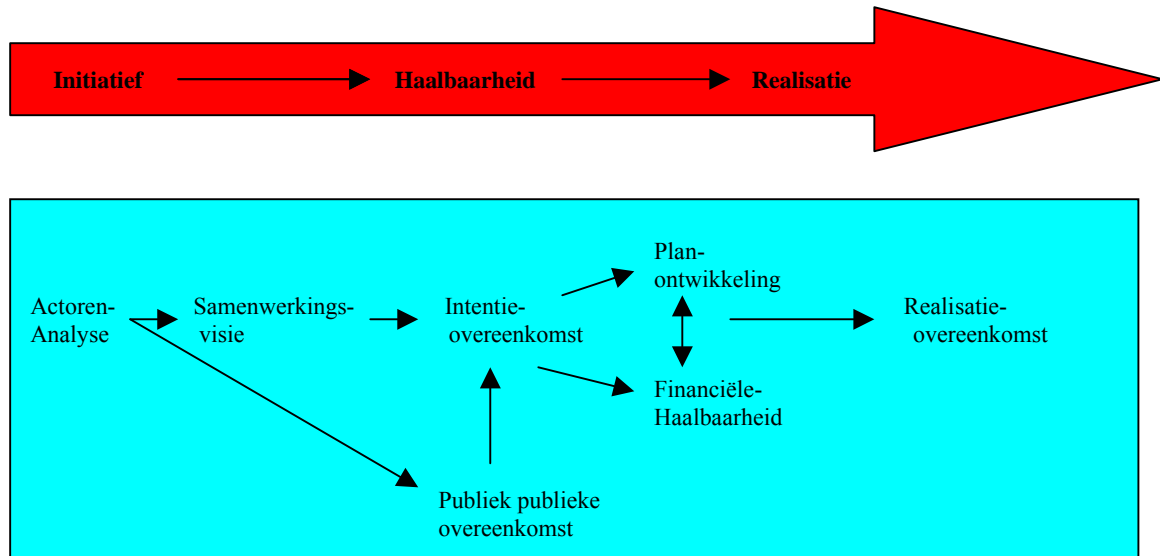 Initiatief Haalbaarheid Realisatie
Actoren-
Analyse
Samenwerkings-
visie
Intentie-
overeenkomst
Plan-
ontwikkeling
Financiële-
Haalbaarheid
Realisatie-
overeenkomst
Publiek publieke
overeenkomst